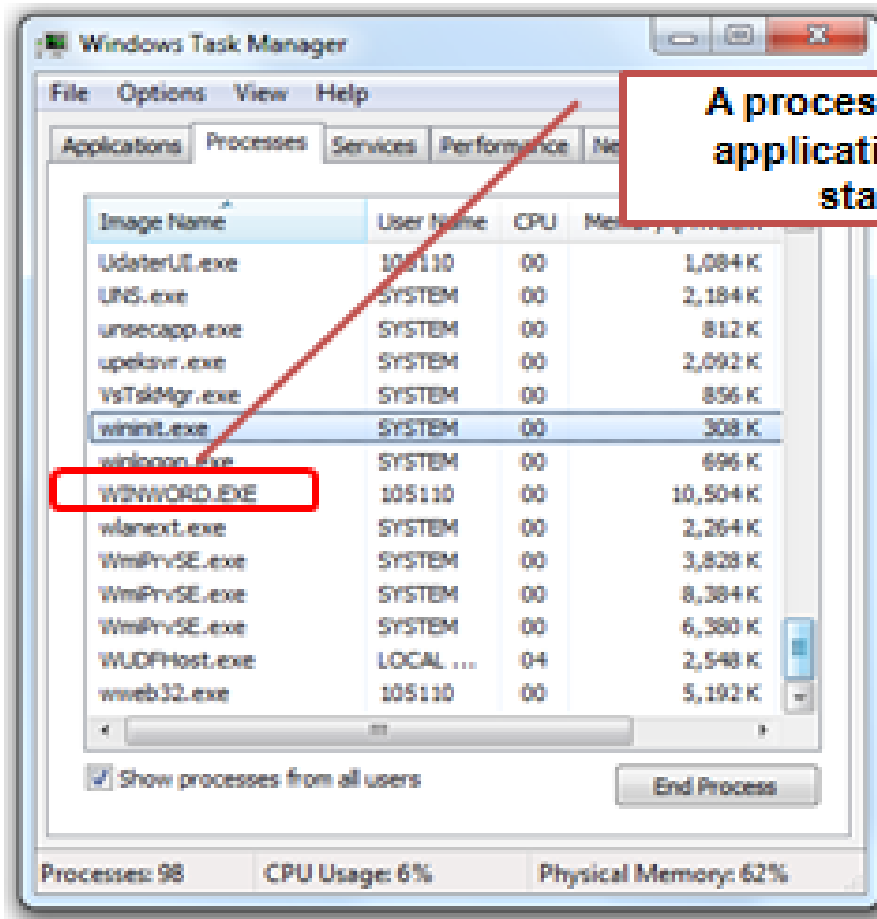 Windows Task Manager
File Options View Help
A proces
applicati
sta
Applications Processes Services Performance Ne
Image Name User Name CPU
UdaterUI.exe 105110 00 1,084 K
UNS.exe SYSTEM 00 2,184 K
unsecapp.exe SYSTEM 00 812 K
upeksvr.exe SYSTEM 00 2,092 K
VsTskMgr.exe SYSTEM 00 856 K
wininit.exe SYSTEM 00 308 K
winlogon.exe SYSTEM 00 696 K
WINWORD.EXE 105110 00 10,504 K
wlanext.exe SYSTEM 00 2,264 K
WmiPrvSE.exe SYSTEM 00 3,828 K
WmiPrvSE.exe SYSTEM 00 8,384 K
WmiPrvSE.exe SYSTEM 00 6,380 K
WUDFHost.exe LOCAL ... 04 2,548 K
wweb32.exe 105110 00 5,192 K
Show processes from all users
End Process
Processes: 98 CPU Usage: 6% Physical Memory: 62%